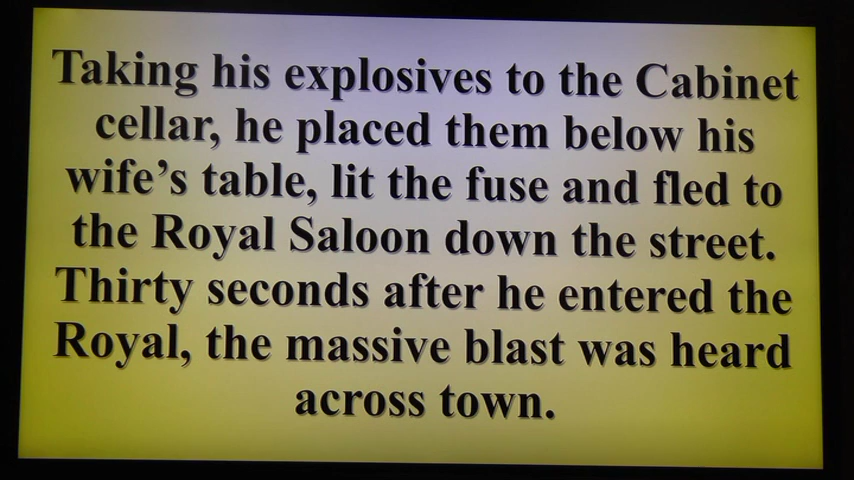 Taking his explosives to the Cabinet
cellar, he placed them below his
wife's table, lit the fuse and fled to
the Royal Saloon down the street.
Thirty seconds after he entered the
Royal, the massive blast was heard
across town.